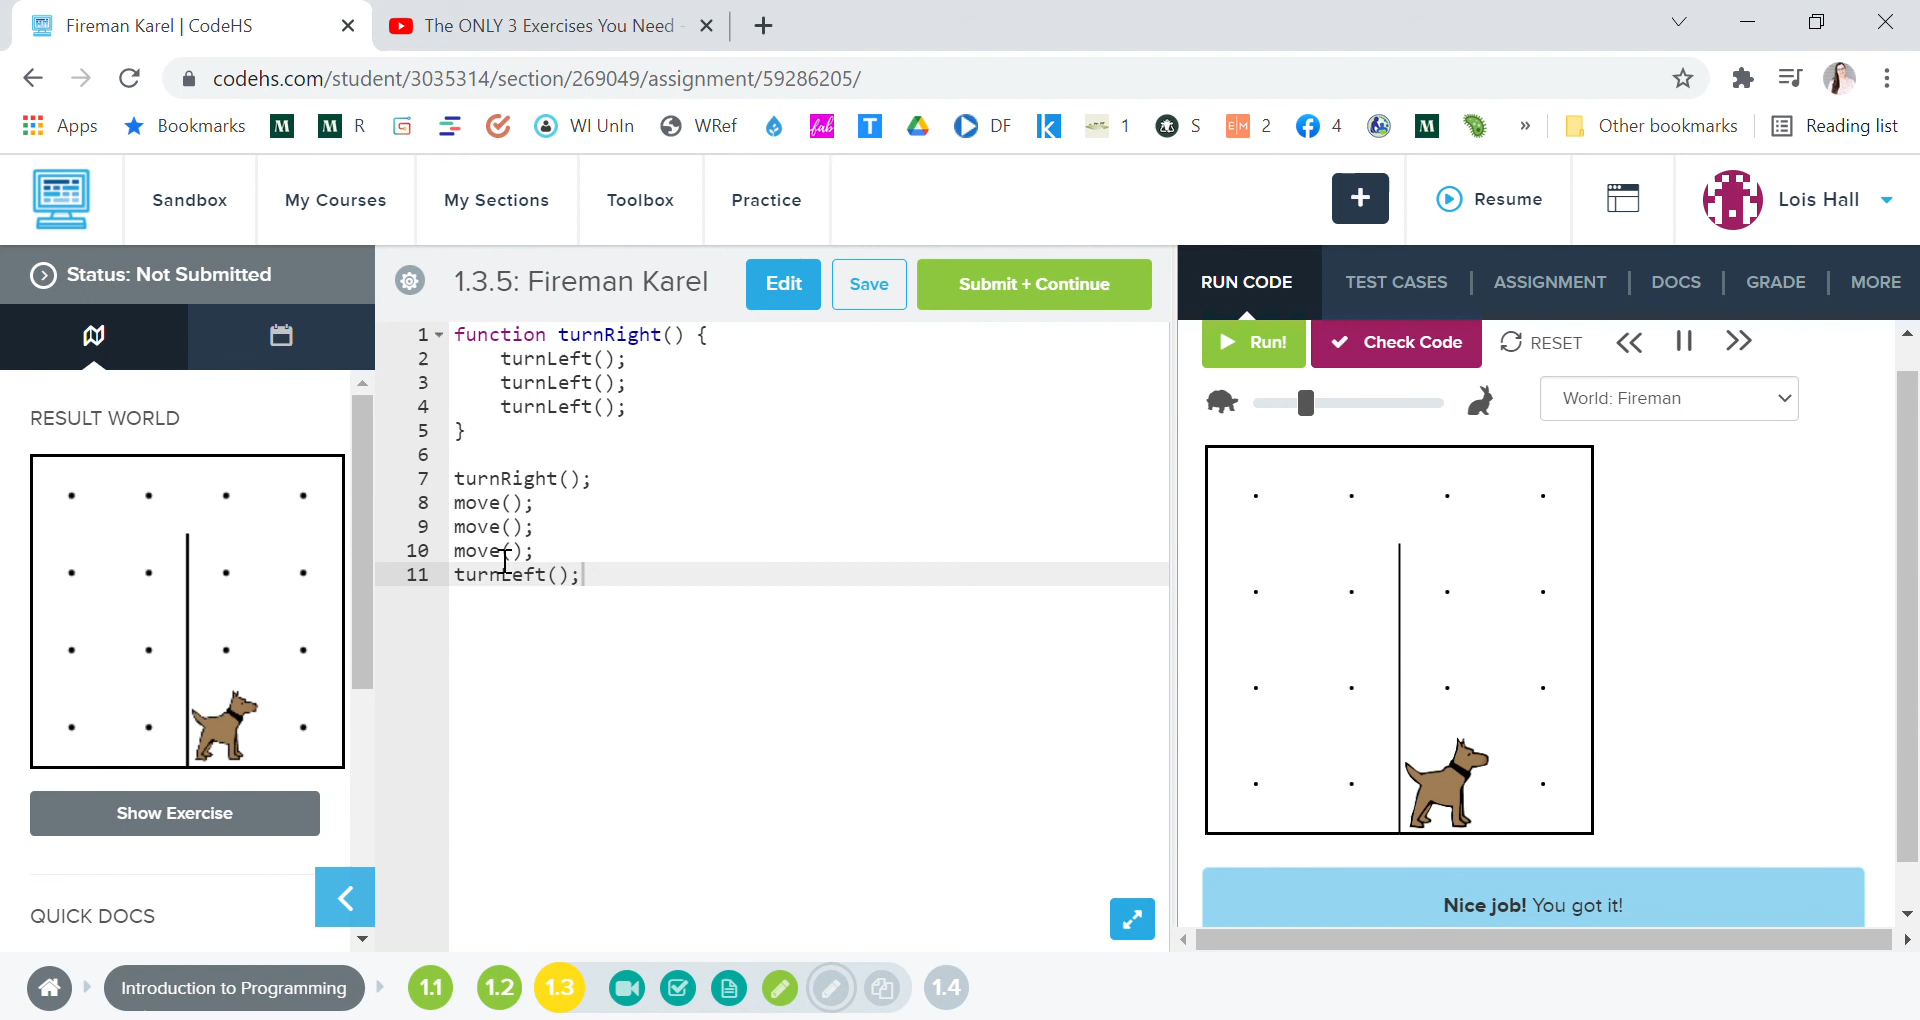 Fireman Karel | CodeHS
The ONLY 3 Exercises You Need -
codehs.com/student/3035314/section/269049/assignment/59286205/
Apps Bookmarks M M R WI UnIn WRef fab T DF K 1 S E|M 2 4 M » Other bookmarks Reading list
Sandbox My Courses My Sections Toolbox Practice + Resume Lois Hall
Status: Not Submitted
1.3.5: Fireman Karel Edit Save Submit + Continue
RUN CODE TEST CASES ASSIGNMENT DOCS GRADE MORE
RESULT WORLD
Show Exercise
QUICK DOCS
1 function turnRight() {
2 turnLeft();
3 turnLeft();
4 turnLeft();
5 }
6
7 turnRight();
8 move();
9 move();
10 move();
11 turnLeft();
Run! Check Code RESET
World: Fireman
Nice job! You got it!
Introduction to Programming 1.1 1.2 1.3 1.4